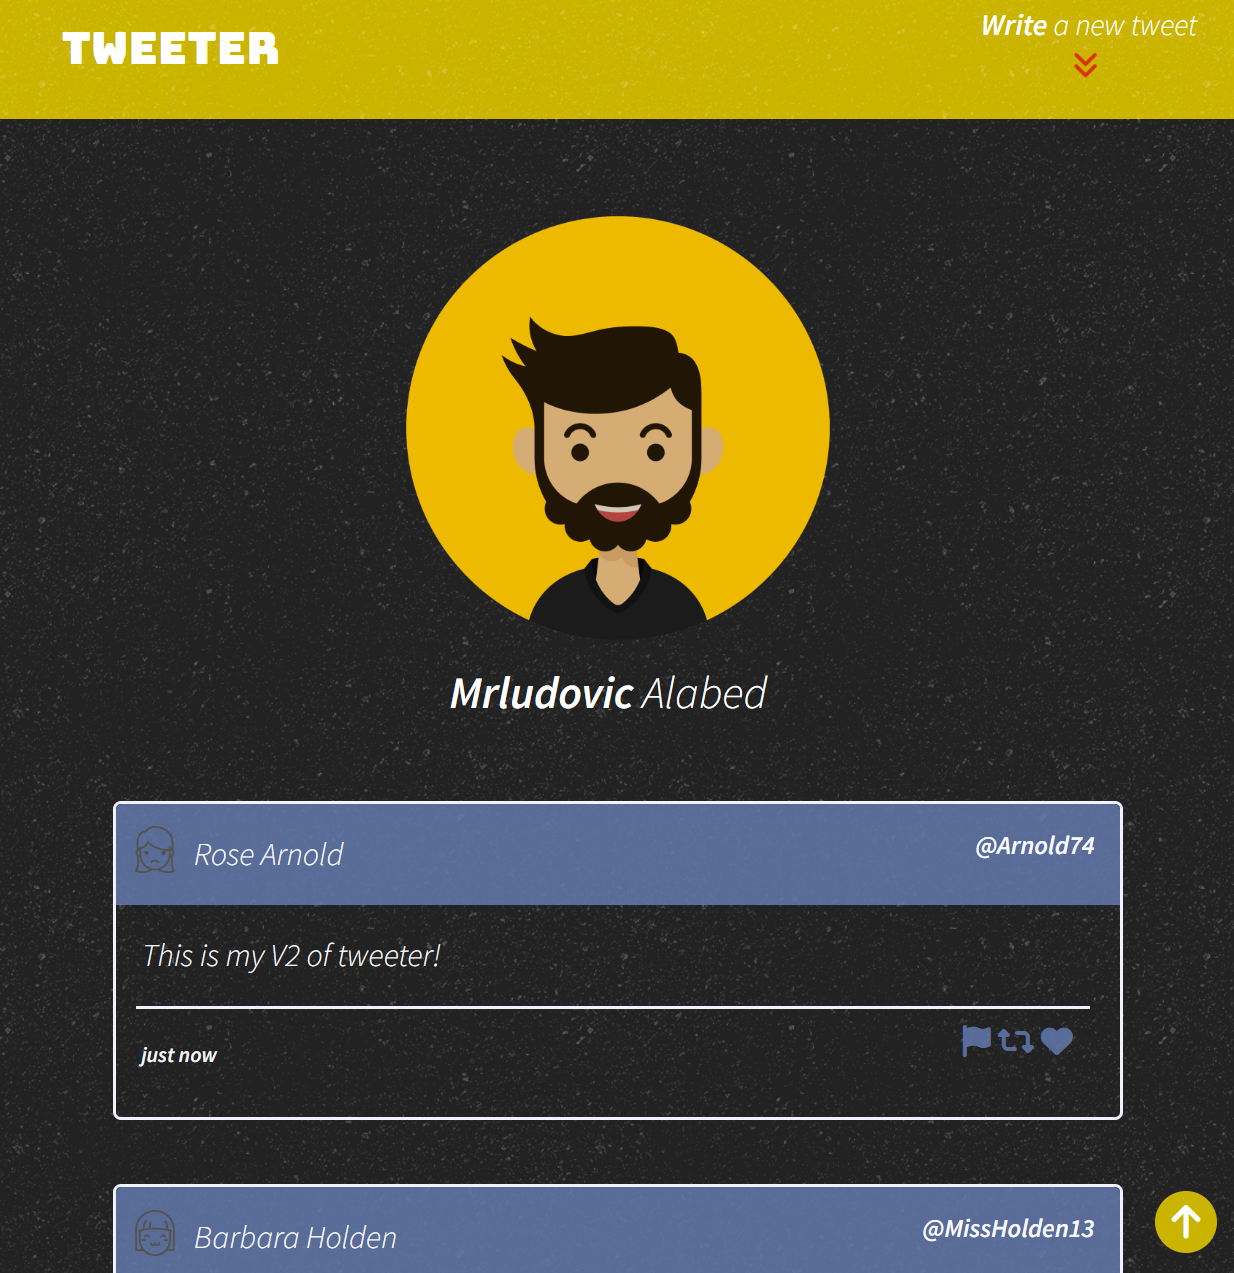 TWEETER
Write a new tweet
Mrludovic Alabed
Rose Arnold
@Arnold74
This is my V2 of tweeter!
just now
Barbara Holden
@MissHolden13